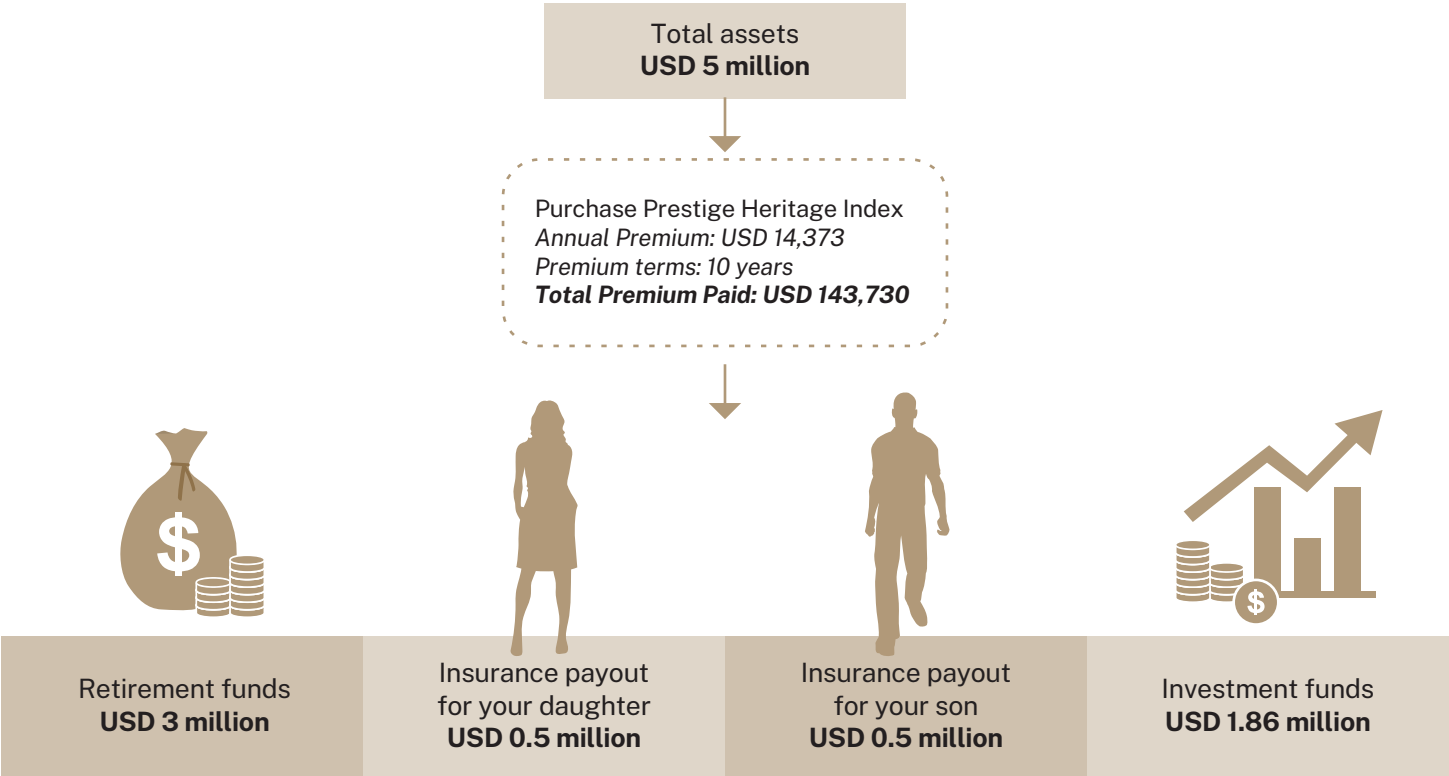 Total assets
USD 5 million
Purchase Prestige Heritage Index
Annual Premium: USD 14,373
Premium terms: 10 years
Total Premium Paid: USD 143,730
$
$
Retirement funds
USD 3 million
Insurance payout
for your daughter
USD 0.5 million
Insurance payout
for your son
USD 0.5 million
Investment funds
USD 1.86 million